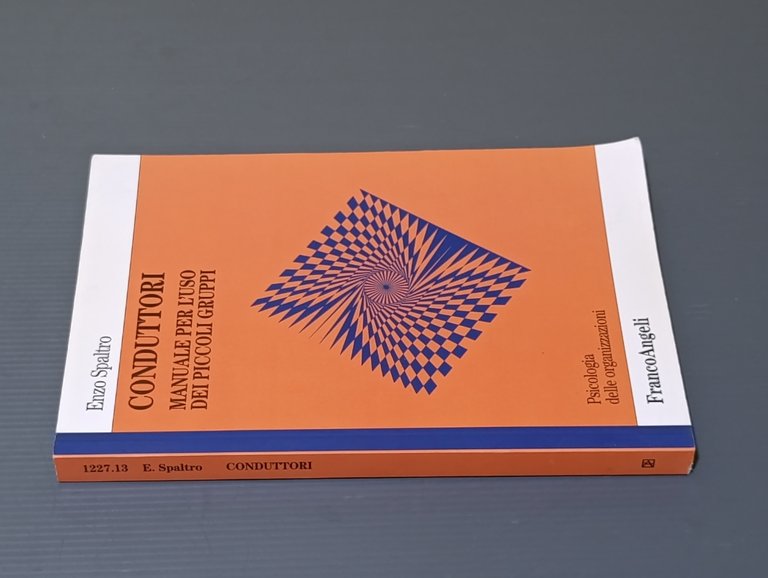 Enzo Spaltro
CONDUTTORI
MANUALE PER L'USO
DEI PICCOLI GRUPPI
Psicologia
delle organizzazioni
FrancoAngeli
1227.13 E. Spaltro CONDUTTORI